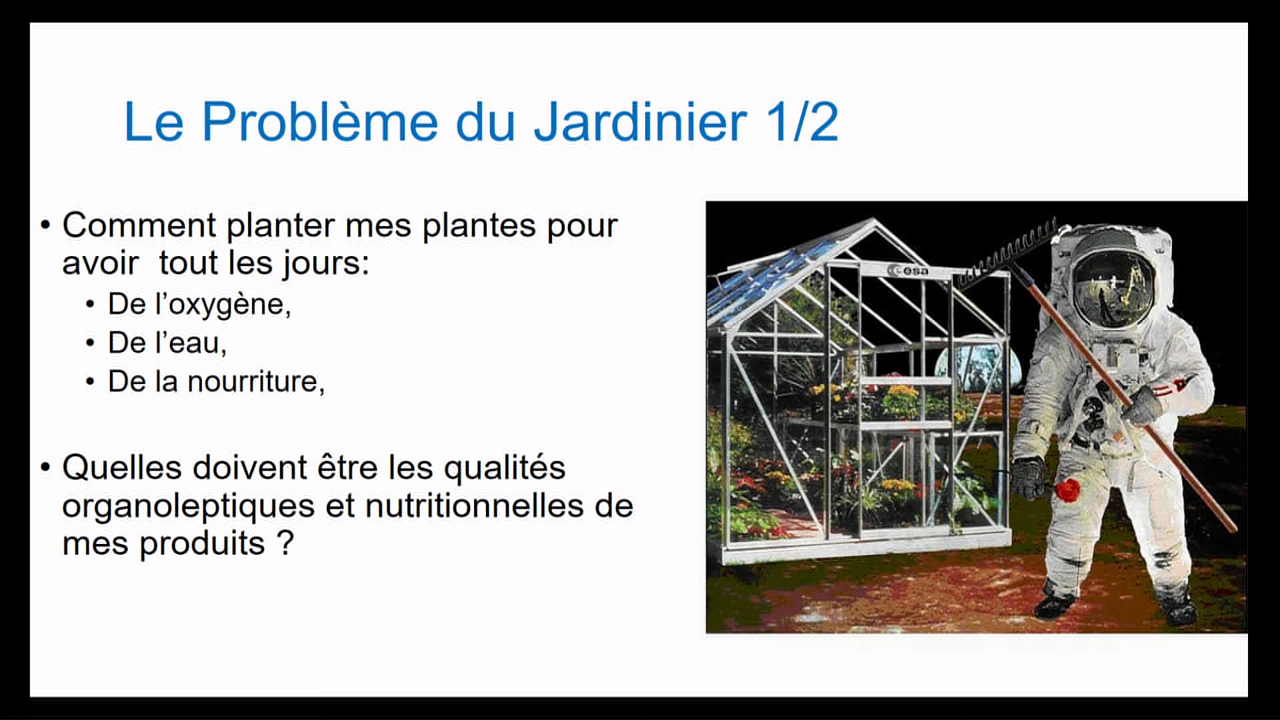 Le Problème du Jardinier 1/2
• Comment planter mes plantes pour
avoir  tout les jours:
• De l’oxygène,
• De l’eau,
• De la nourriture,
• Quelles doivent être les qualités
organoleptiques et nutritionnelles de
mes produits ?
esa